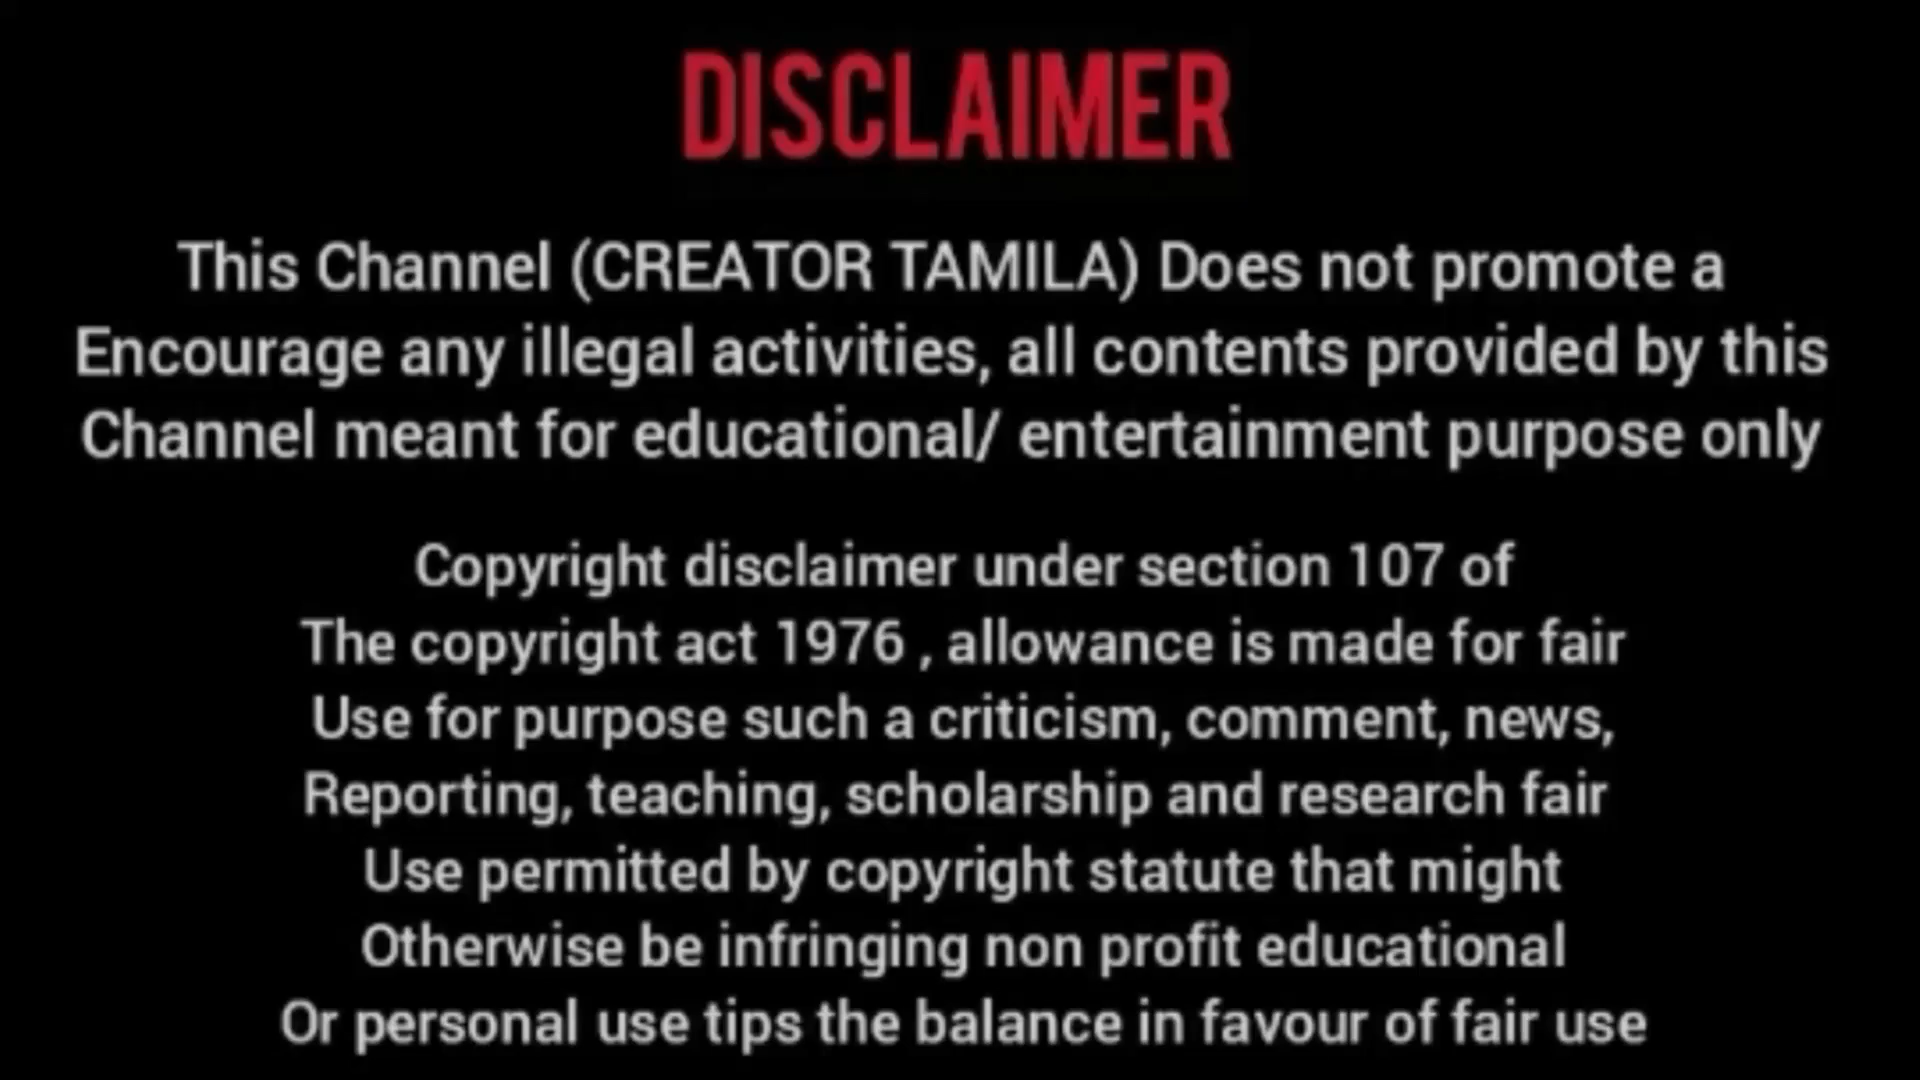 DISCLAIMER
This Channel (CREATOR TAMILA) Does not promote a
Encourage any illegal activities, all contents provided by this
Channel meant for educational/ entertainment purpose only
Copyright disclaimer under section 107 of
The copyright act 1976 , allowance is made for fair
Use for purpose such a criticism, comment, news,
Reporting, teaching, scholarship and research fair
Use permitted by copyright statute that might
Otherwise be infringing non profit educational
Or personal use tips the balance in favour of fair use